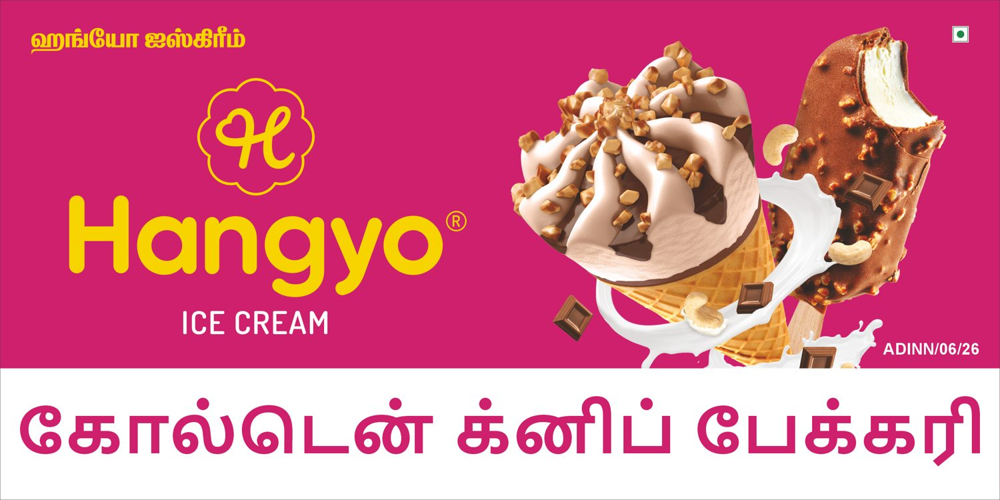 ஹங்யோ ஐஸ்கிரீம்
H
Hangyo®
ICE CREAM
ADINN/06/26
கோல்டென் க்னிப் பேக்கரி